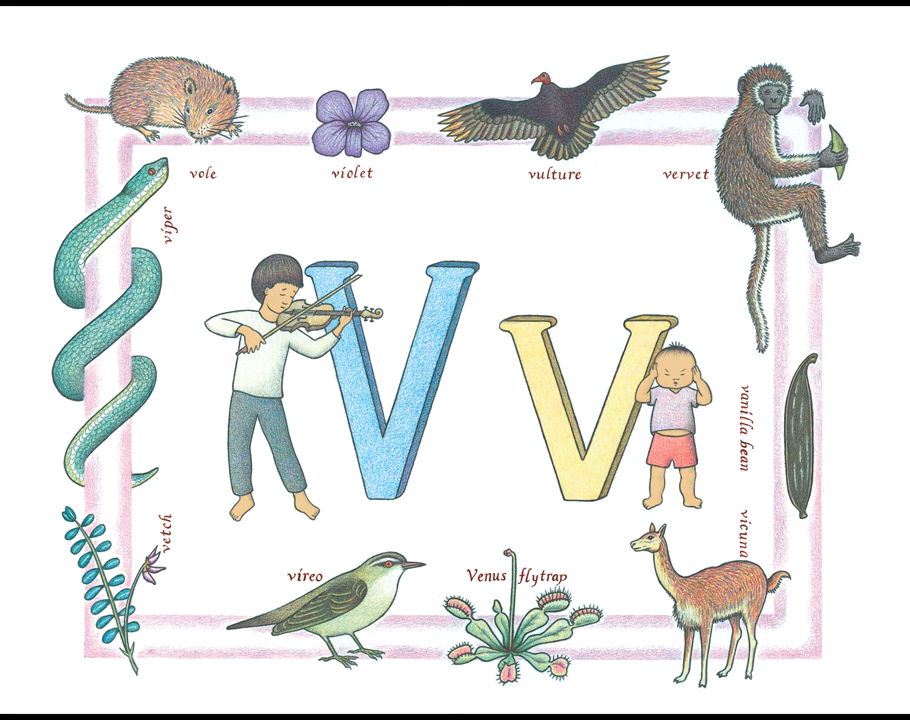 vole
violet
vulture
vervet
viper
V v
vanilla bean
vetch
vicuna
vireo
Venus flytrap